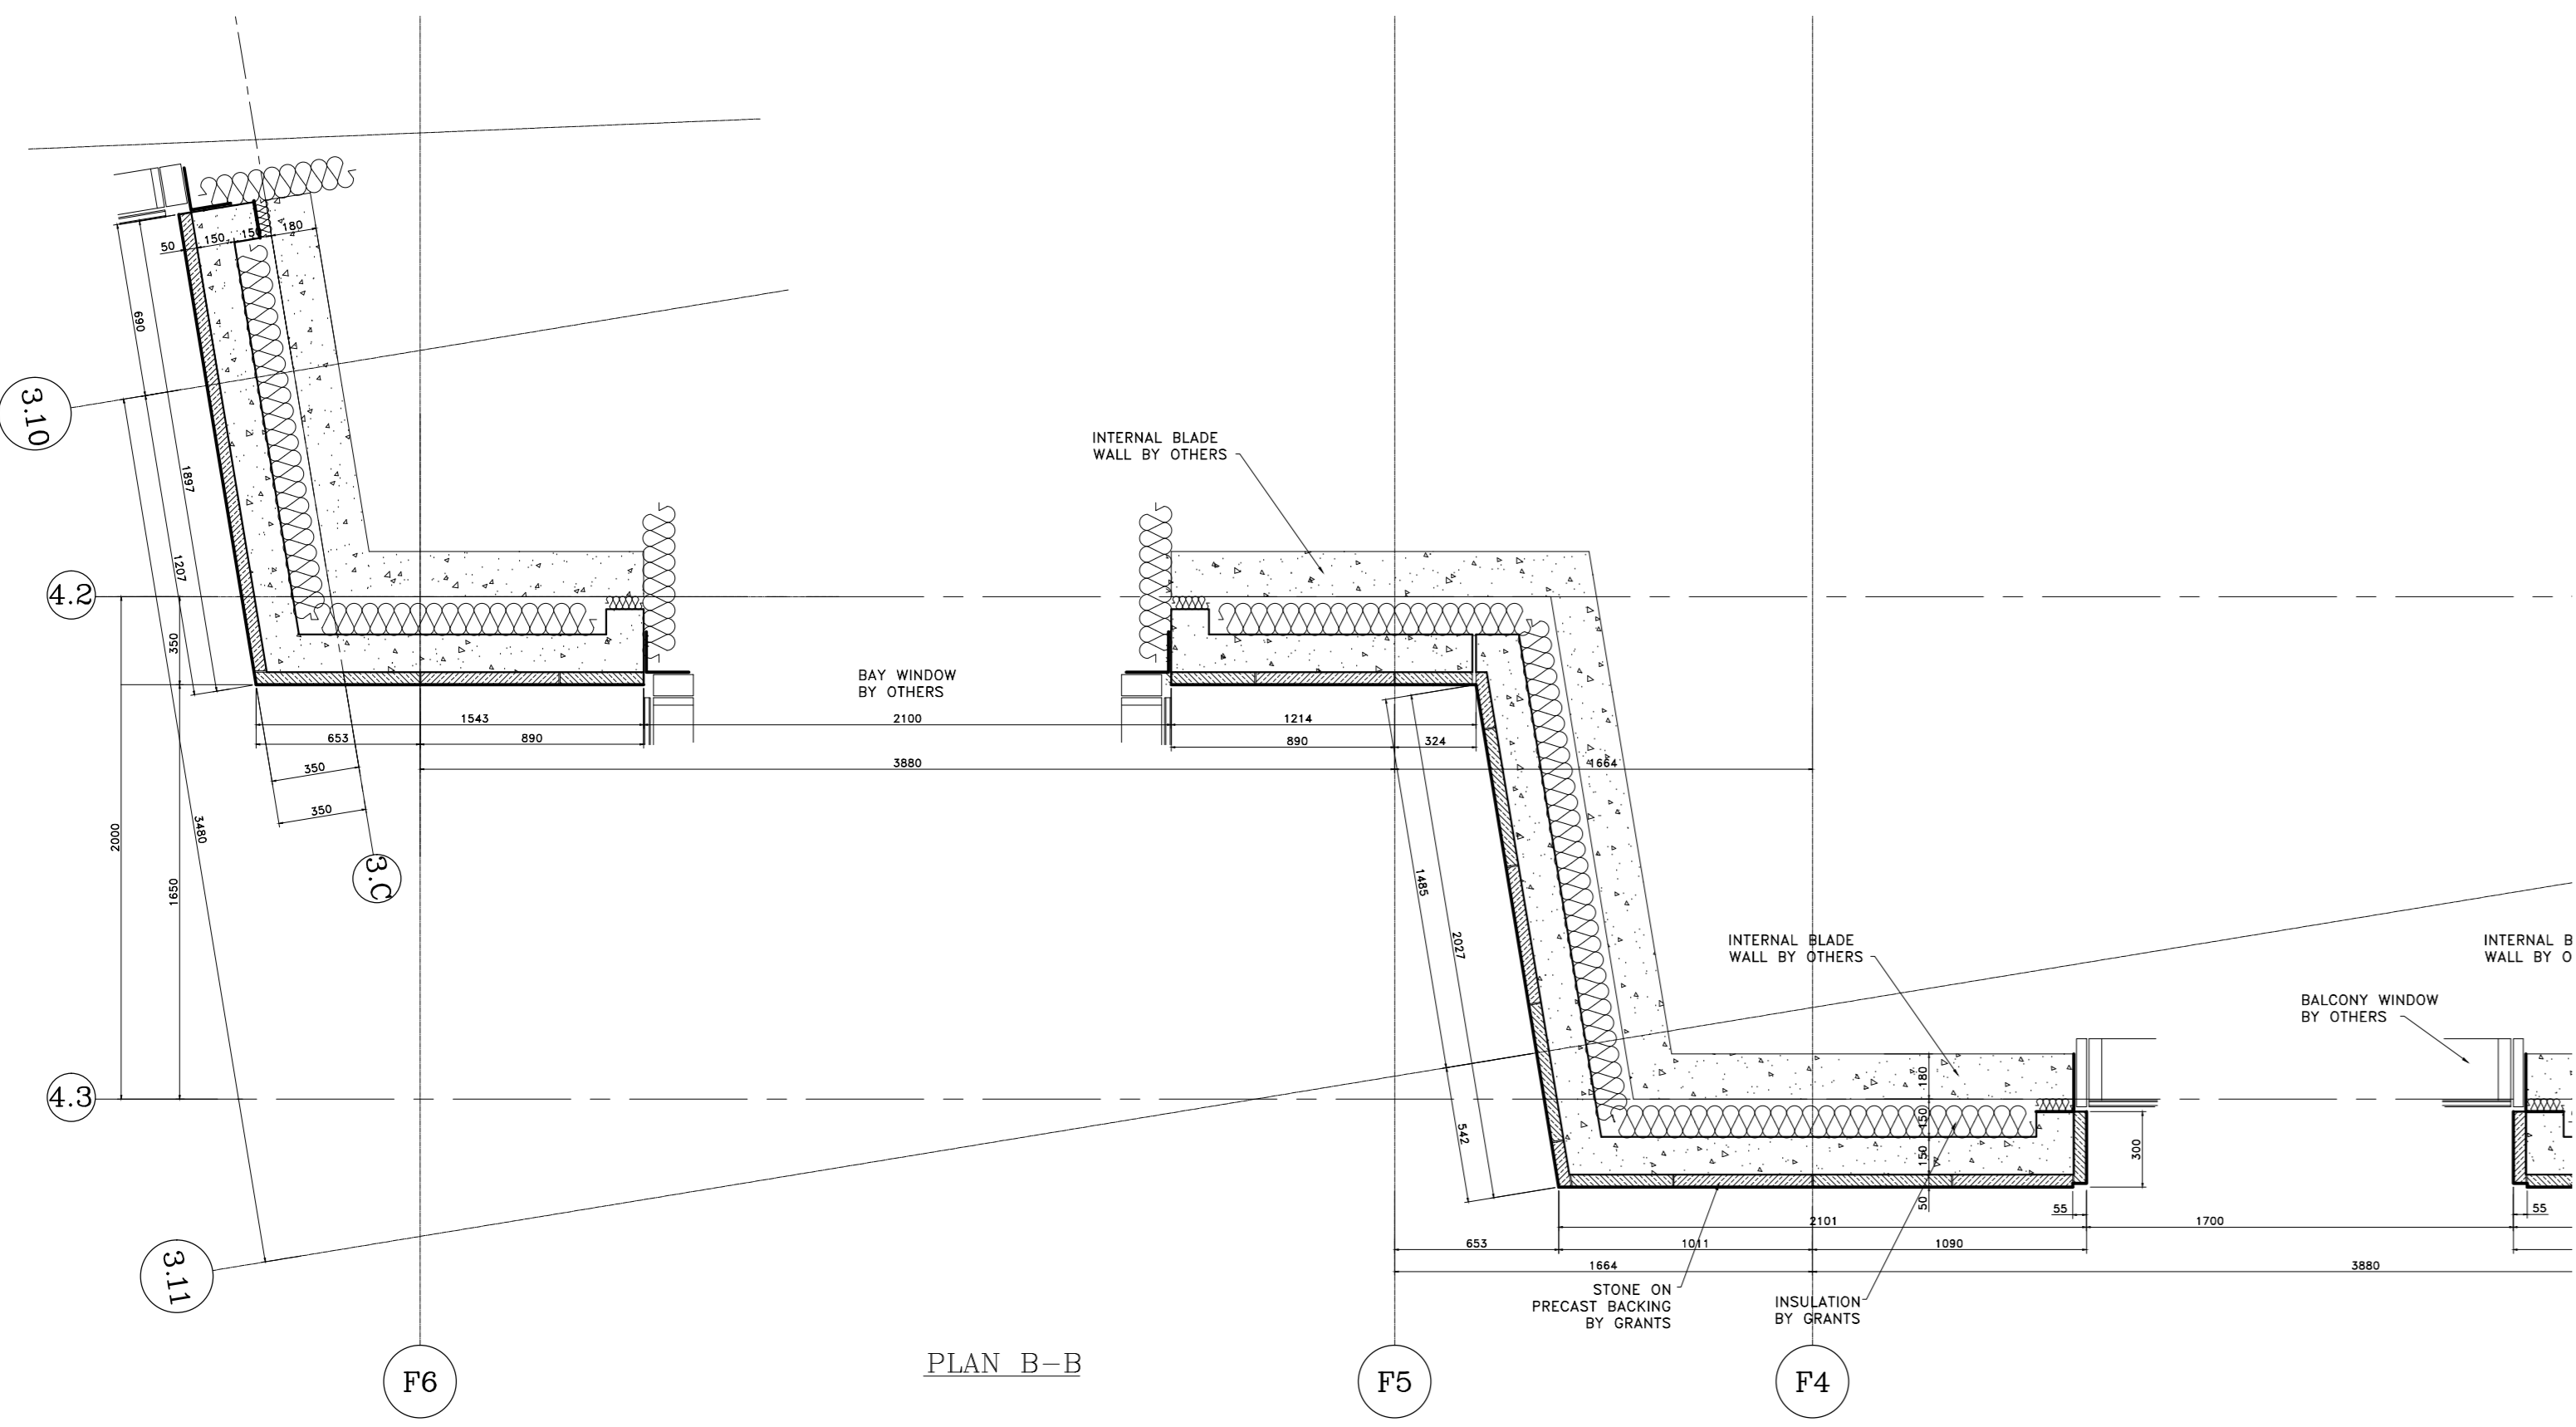 50
150
150
180
690
3.10
1897
INTERNAL BLADE
WALL BY OTHERS
1207
4.2
350
BAY WINDOW
BY OTHERS
1543
2100
1214
653
890
890
324
350
3880
1664
350
2000
3480
3.C
1650
1485
2027
INTERNAL BLADE
WALL BY OTHERS
INTERNAL B
WALL BY O
BALCONY WINDOW
BY OTHERS
4.3
180
150
150
50
542
300
55
55
2101
1700
653
1011
1090
1664
3880
3.11
STONE ON
PRECAST BACKING
BY GRANTS
INSULATION
BY GRANTS
PLAN B-B
F6
F5
F4